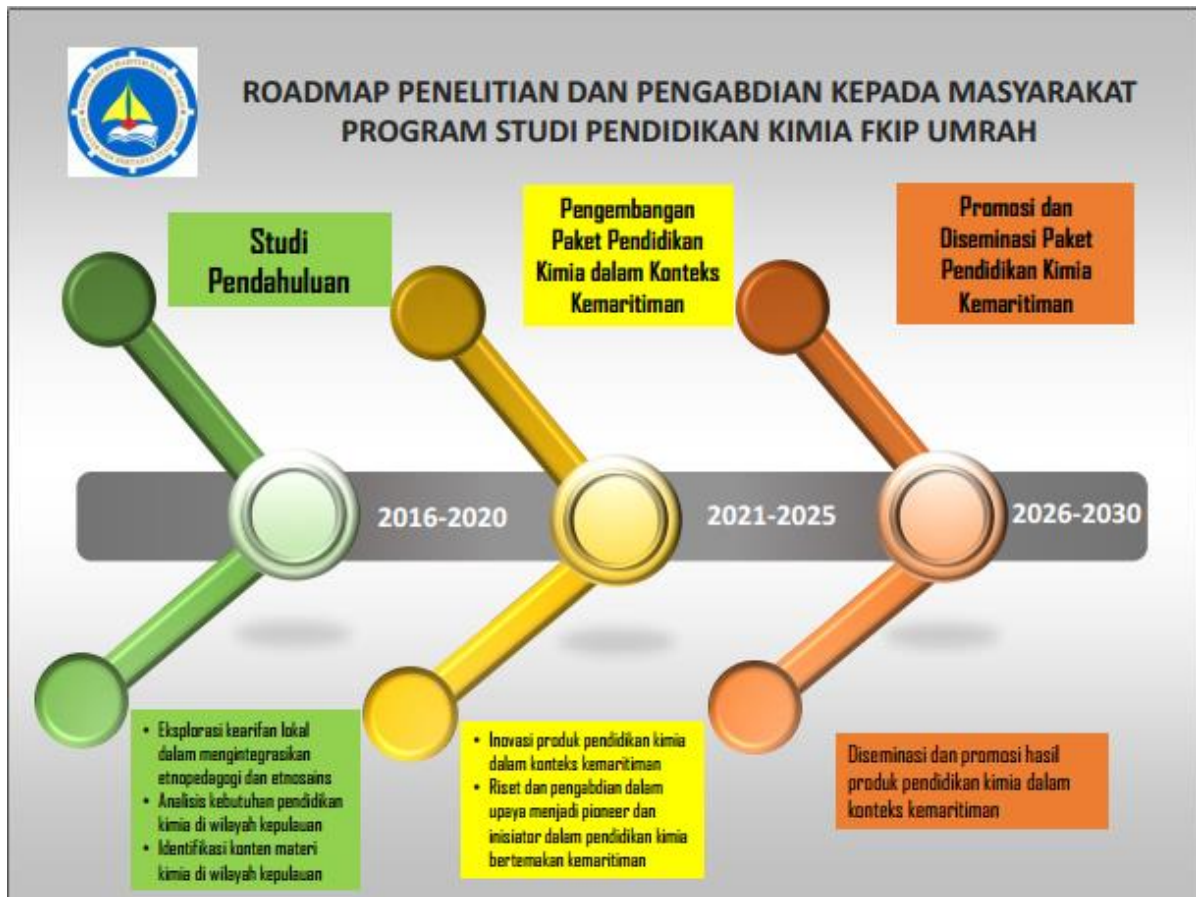 ROADMAP PENELITIAN DAN PENGABDIAN KEPADA MASYARAKAT
PROGRAM STUDI PENDIDIKAN KIMIA FKIP UMRAH
Studi
Pendahuluan
Pengembangan
Paket Pendidikan
Kimia dalam Konteks
Kemaritiman
Promosi dan
Diseminasi Paket
Pendidikan Kimia
Kemaritiman
2016-2020
2021-2025
2026-2030
• Eksplorasi kearifan lokal
dalam mengintegrasikan
etnopedagogi dan etnosains
• Analisis kebutuhan pendidikan
kimia di wilayah kepulauan
• Identifikasi konten materi
kimia di wilayah kepulauan
• Inovasi produk pendidikan kimia
dalam konteks kemaritiman
• Riset dan pengabdian dalam
upaya menjadi pioneer dan
inisiator dalam pendidikan kimia
bertemakan kemaritiman
Diseminasi dan promosi hasil
produk pendidikan kimia dalam
konteks kemaritiman